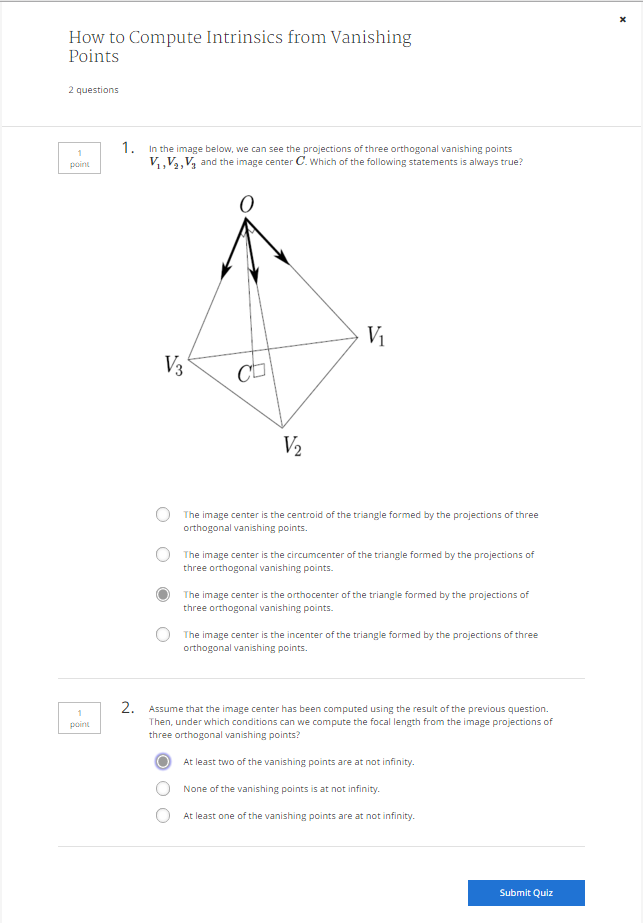 ×
How to Compute Intrinsics from Vanishing
Points
2 questions
1
point
1.
In the image below, we can see the projections of three orthogonal vanishing points
V1, V2, V3 and the image center C. Which of the following statements is always true?
O
V1
V3
C
V2
The image center is the centroid of the triangle formed by the projections of three
orthogonal vanishing points.
The image center is the circumcenter of the triangle formed by the projections of
three orthogonal vanishing points.
The image center is the orthocenter of the triangle formed by the projections of
three orthogonal vanishing points.
The image center is the incenter of the triangle formed by the projections of three
orthogonal vanishing points.
1
point
2.
Assume that the image center has been computed using the result of the previous question.
Then, under which conditions can we compute the focal length from the image projections of
three orthogonal vanishing points?
At least two of the vanishing points are at not infinity.
None of the vanishing points is at not infinity.
At least one of the vanishing points are at not infinity.
Submit Quiz